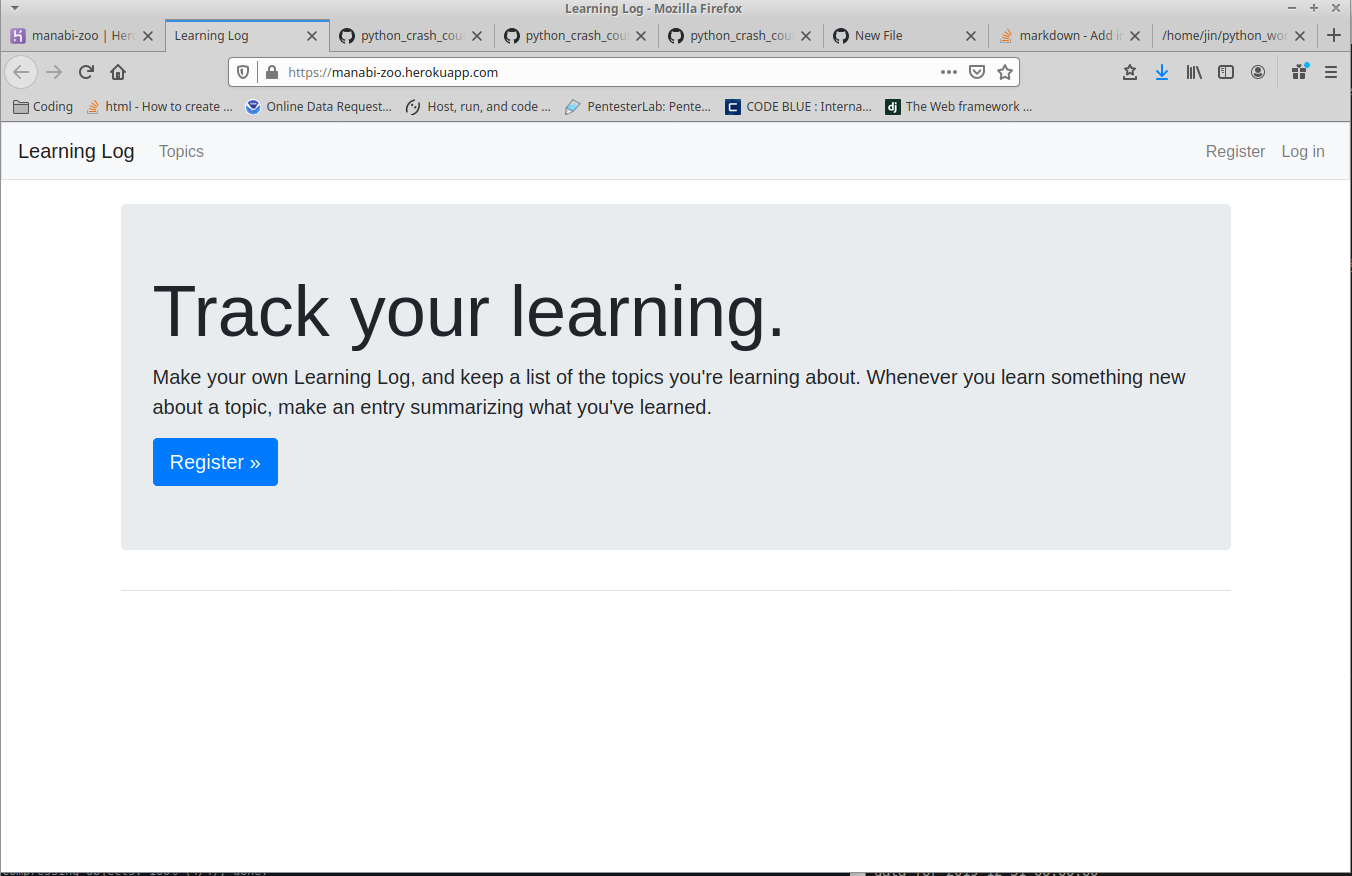 Learning Log - Mozilla Firefox
manabi-zoo | Her
Learning Log
python_crash_cou
python_crash_cou
python_crash_cou
New File
markdown - Add i
/home/jin/python_wo
https://manabi-zoo.herokuapp.com
Coding
html - How to create ...
Online Data Request...
Host, run, and code ...
PentesterLab: Pente...
CODE BLUE : Interna...
dj
The Web framework ...
Learning Log
Topics
Register
Log in
Track your learning.
Make your own Learning Log, and keep a list of the topics you're learning about. Whenever you learn something new
about a topic, make an entry summarizing what you've learned.
Register »